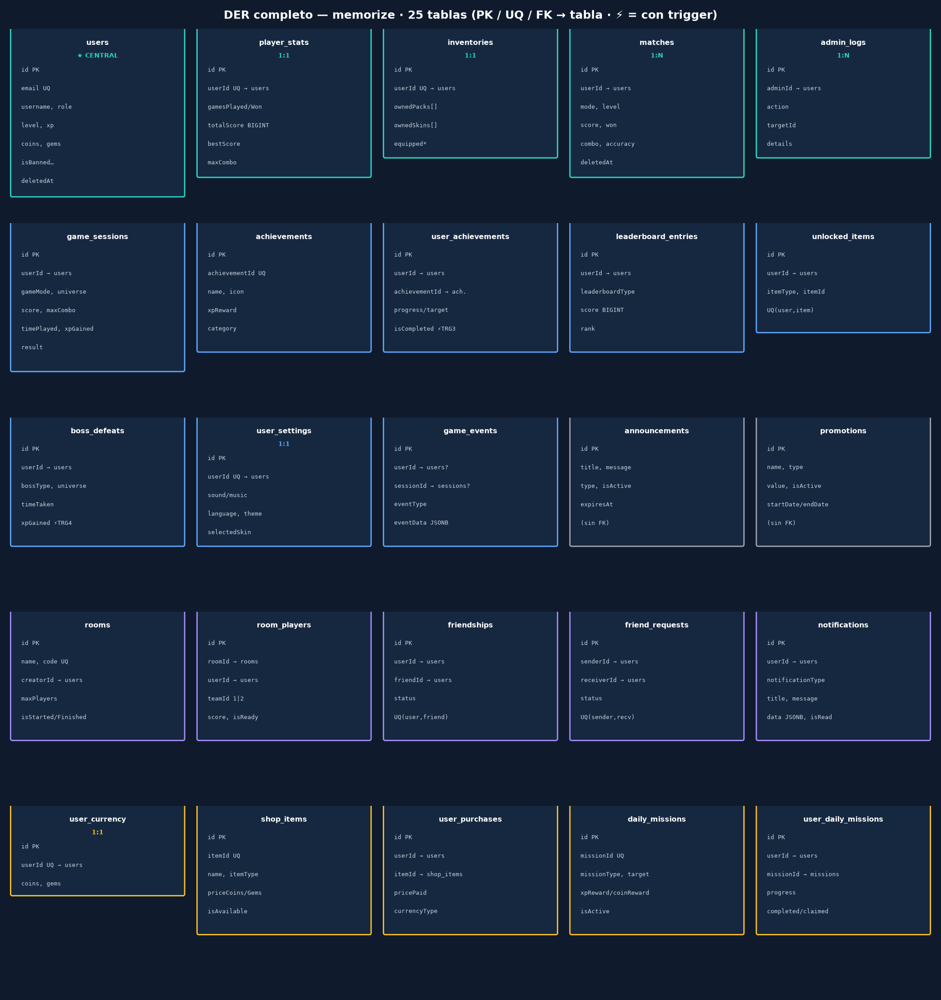 DER completo — memorize · 25 tablas (PK / UQ / FK → tabla · ⚡ = con trigger)
users
★ CENTRAL
id PK
email UQ
username, role
level, xp
coins, gems
isBanned…
deletedAt
player_stats
1:1
id PK
userId UQ → users
gamesPlayed/Won
totalScore BIGINT
bestScore
maxCombo
inventories
1:1
id PK
userId UQ → users
ownedPacks[]
ownedSkins[]
equipped*
matches
1:N
id PK
userId → users
mode, level
score, won
combo, accuracy
deletedAt
admin_logs
1:N
id PK
adminId → users
action
targetId
details
game_sessions
id PK
userId → users
gameMode, universe
score, maxCombo
timePlayed, xpGained
result
achievements
id PK
achievementId UQ
name, icon
xpReward
category
user_achievements
id PK
userId → users
achievementId → ach.
progress/target
isCompleted ⚡TRG3
leaderboard_entries
id PK
userId → users
leaderboardType
score BIGINT
rank
unlocked_items
id PK
userId → users
itemType, itemId
UQ(user,item)
boss_defeats
id PK
userId → users
bossType, universe
timeTaken
xpGained ⚡TRG4
user_settings
1:1
id PK
userId UQ → users
sound/music
language, theme
selectedSkin
game_events
id PK
userId → users?
sessionId → sessions?
eventType
eventData JSONB
announcements
id PK
title, message
type, isActive
expiresAt
(sin FK)
promotions
id PK
name, type
value, isActive
startDate/endDate
(sin FK)
rooms
id PK
name, code UQ
creatorId → users
maxPlayers
isStarted/Finished
room_players
id PK
roomId → rooms
userId → users
teamId 1|2
score, isReady
friendships
id PK
userId → users
friendId → users
status
UQ(user,friend)
friend_requests
id PK
senderId → users
receiverId → users
status
UQ(sender,recv)
notifications
id PK
userId → users
notificationType
title, message
data JSONB, isRead
user_currency
1:1
id PK
userId UQ → users
coins, gems
shop_items
id PK
itemId UQ
name, itemType
priceCoins/Gems
isAvailable
user_purchases
id PK
userId → users
itemId → shop_items
pricePaid
currencyType
daily_missions
id PK
missionId UQ
missionType, target
xpReward/coinReward
isActive
user_daily_missions
id PK
userId → users
missionId → missions
progress
completed/claimed